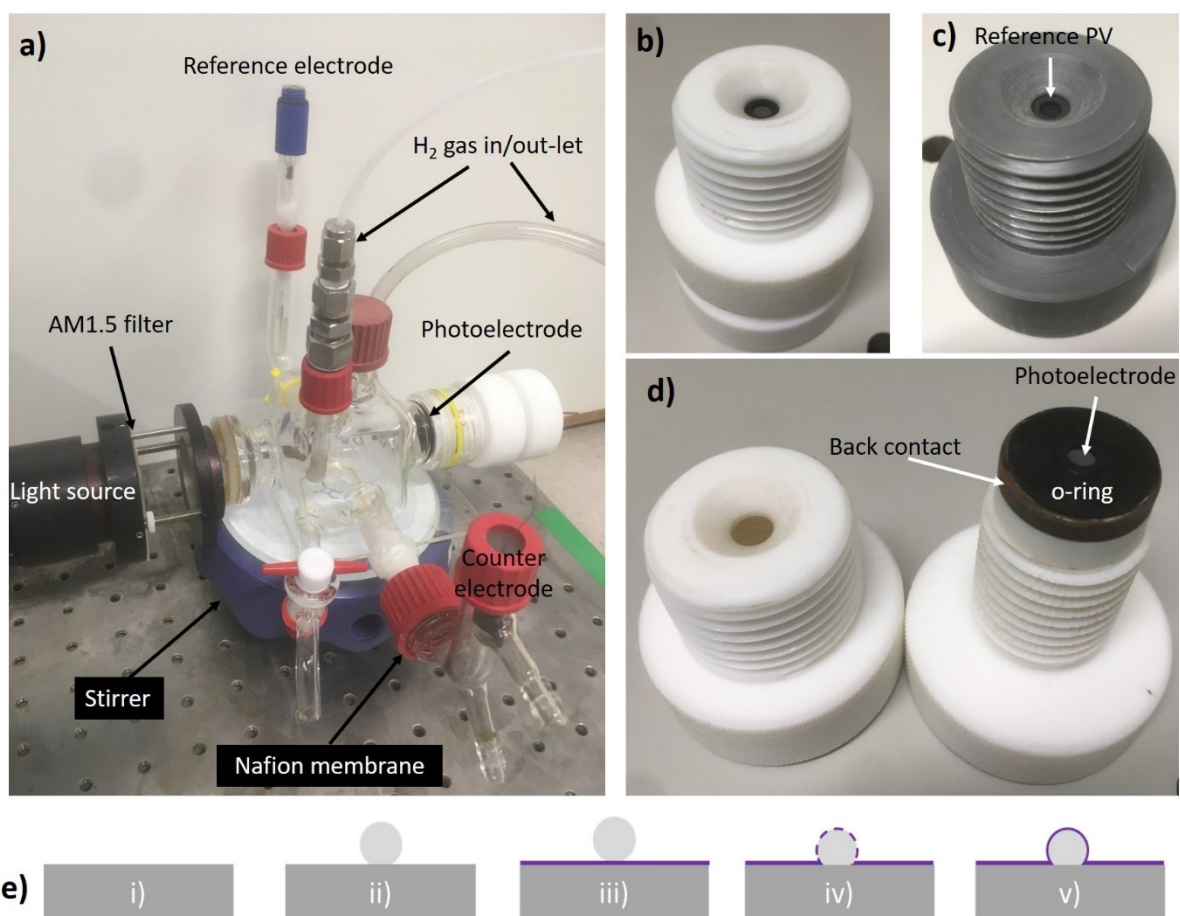 a)
Reference electrode
H₂ gas in/out-let
AM1.5 filter
Photoelectrode
Light source
Counter
electrode
Stirrer
Nafion membrane
b)
c)
Reference PV
d)
Photoelectrode
Back contact
o-ring
e)
i)
ii)
iii)
iv)
v)